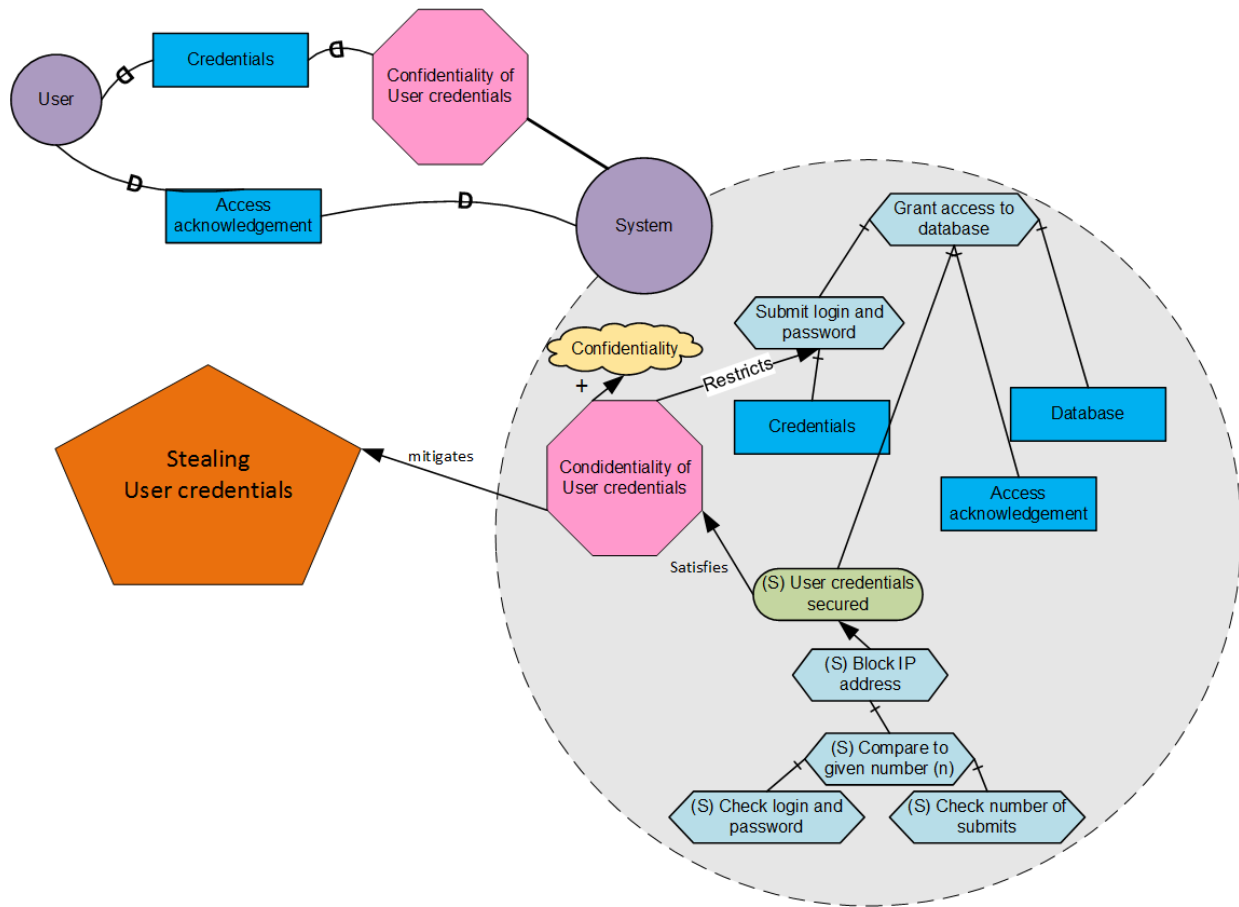 User
D
Credentials
D
Confidentiality of
User credentials
D
Access
acknowledgement
D
System
Grant access to
database
Submit login and
password
Confidentiality
+
Restricts
Credentials
Database
Stealing
User credentials
mitigates
Condidentiality of
User credentials
Access
acknowledgement
Satisfies
(S) User credentials
secured
(S) Block IP
address
(S) Compare to
given number (n)
(S) Check login and
password
(S) Check number of
submits